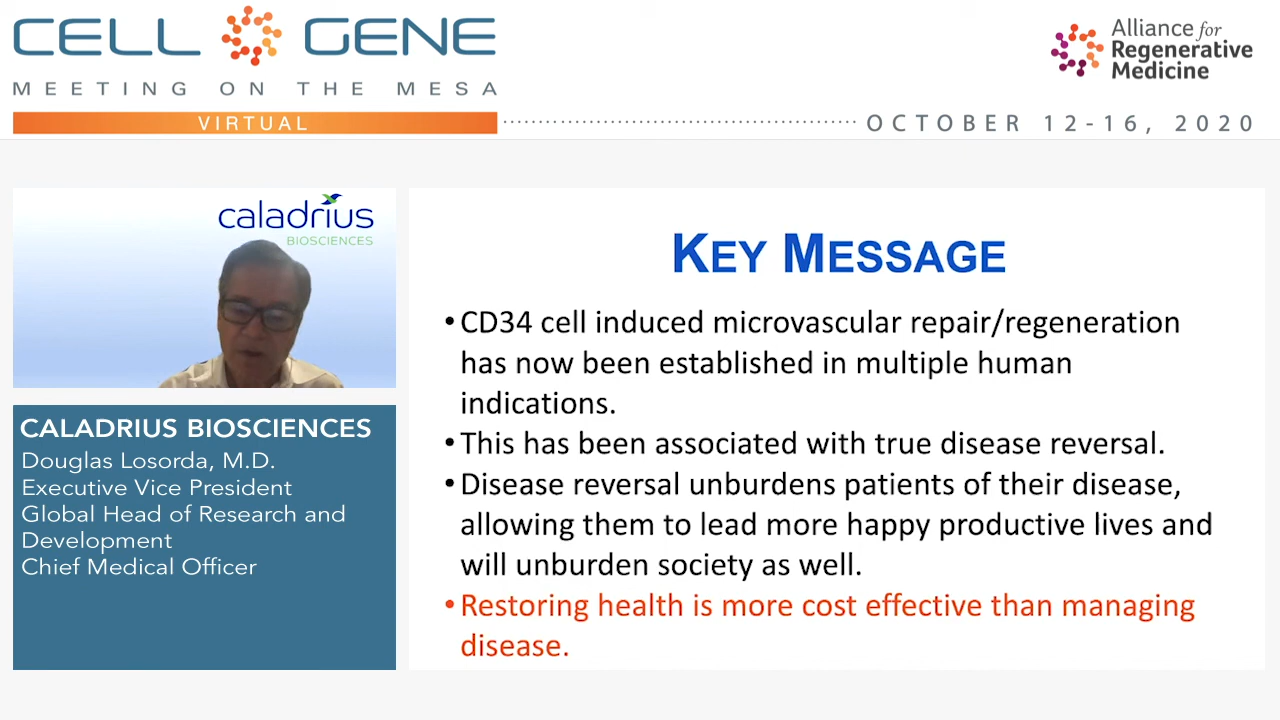 CELL GENE
MEETING ON THE MESA
VIRTUAL
Alliance for
Regenerative
Medicine
OCTOBER 12-16, 2020
caladrius
BIOSCIENCES
CALADRIUS BIOSCIENCES
Douglas Losorda, M.D.
Executive Vice President
Global Head of Research and
Development
Chief Medical Officer
KEY MESSAGE
•CD34 cell induced microvascular repair/regeneration
has now been established in multiple human
indications.
•This has been associated with true disease reversal.
•Disease reversal unburdens patients of their disease,
allowing them to lead more happy productive lives and
will unburden society as well.
•Restoring health is more cost effective than managing
disease.